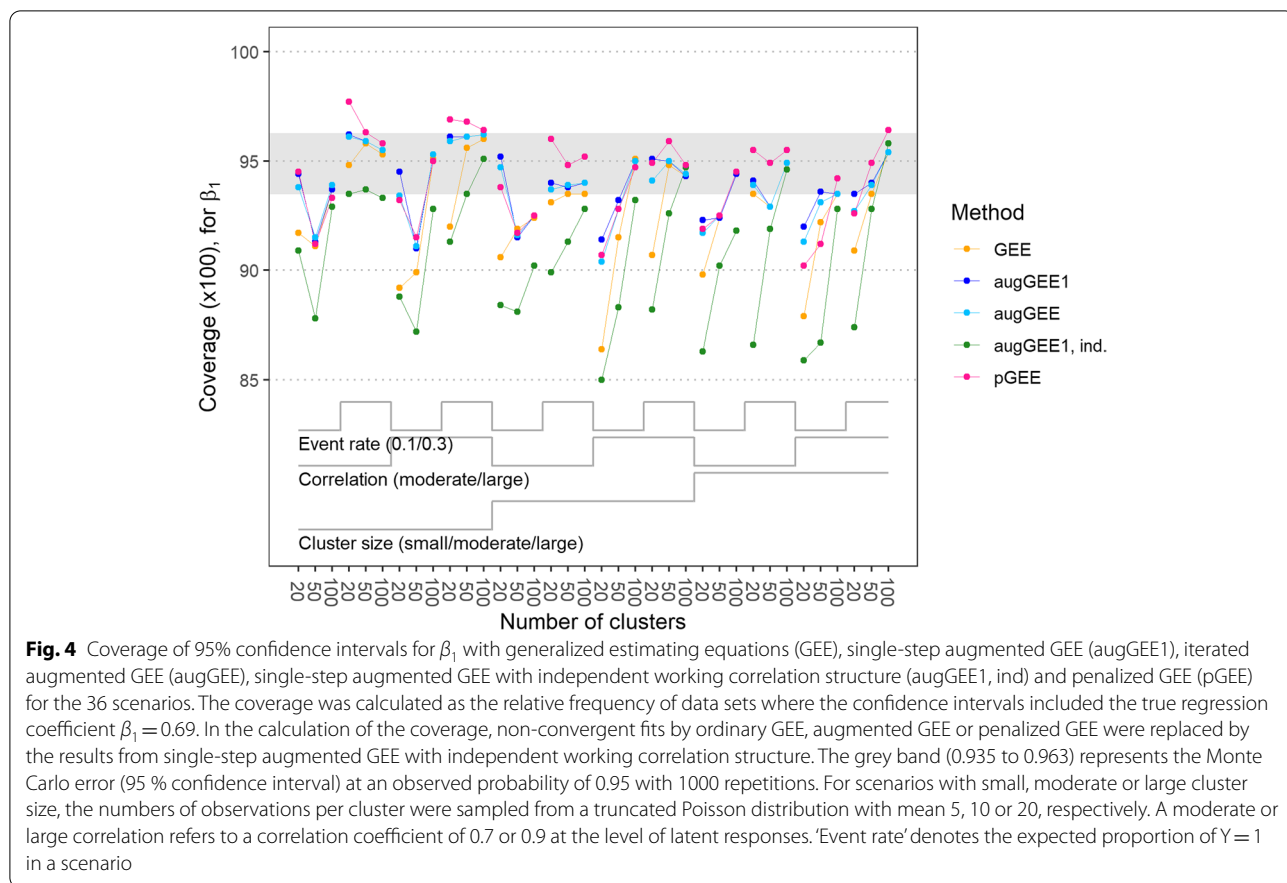 100
95
90
85
Coverage (x100), for β₁
Event rate (0.1/0.3)
Correlation (moderate/large)
Cluster size (small/moderate/large)
20 50 100 20 50 100 20 50 100 20 50 100 20 50 100 20 50 100 20 50 100 20 50 100 20 50 100 20 50 100 20 50 100 20 50 100
Number of clusters
Method
GEE
augGEE1
augGEE
augGEE1, ind.
pGEE
Fig. 4 Coverage of 95% confidence intervals for β₁ with generalized estimating equations (GEE), single-step augmented GEE (augGEE1), iterated
augmented GEE (augGEE), single-step augmented GEE with independent working correlation structure (augGEE1, ind) and penalized GEE (pGEE)
for the 36 scenarios. The coverage was calculated as the relative frequency of data sets where the confidence intervals included the true regression
coefficient β₁ = 0.69. In the calculation of the coverage, non-convergent fits by ordinary GEE, augmented GEE or penalized GEE were replaced by
the results from single-step augmented GEE with independent working correlation structure. The grey band (0.935 to 0.963) represents the Monte
Carlo error (95 % confidence interval) at an observed probability of 0.95 with 1000 repetitions. For scenarios with small, moderate or large cluster
size, the numbers of observations per cluster were sampled from a truncated Poisson distribution with mean 5, 10 or 20, respectively. A moderate or
large correlation refers to a correlation coefficient of 0.7 or 0.9 at the level of latent responses. 'Event rate' denotes the expected proportion of Y = 1
in a scenario